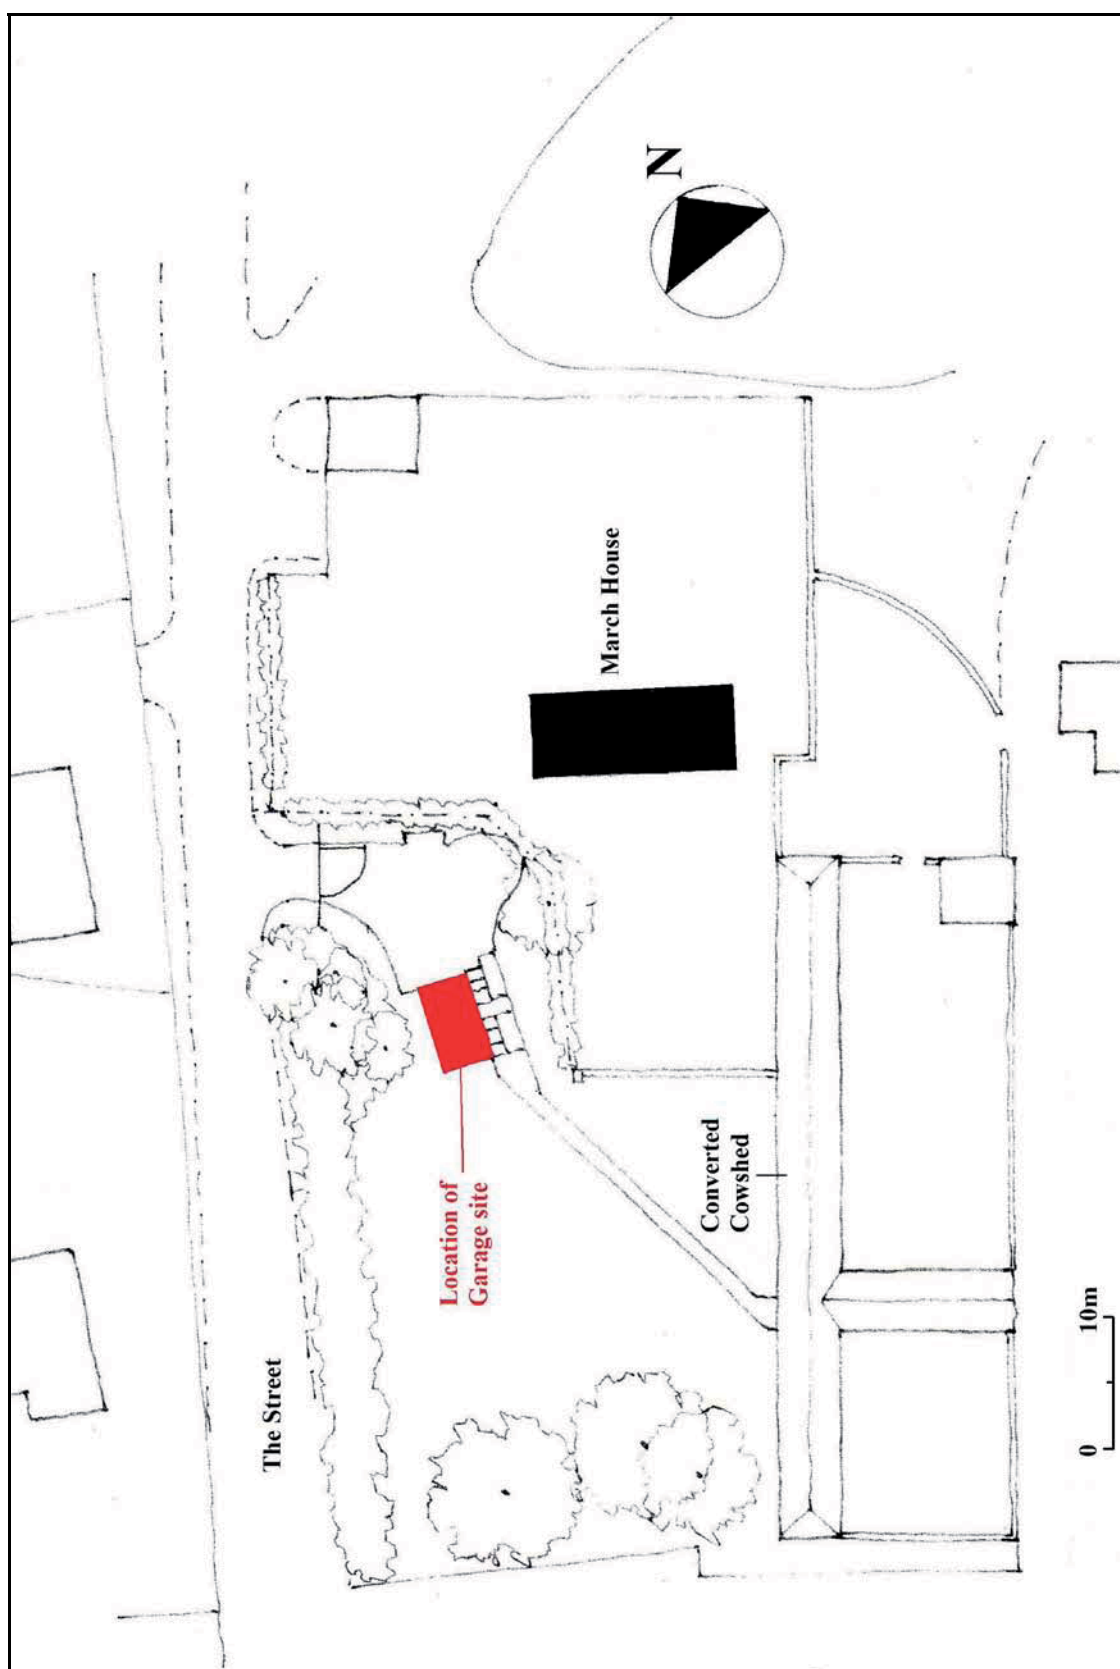 N
March House
Location of
Garage site
Converted
Cowshed
The Street
0 10m